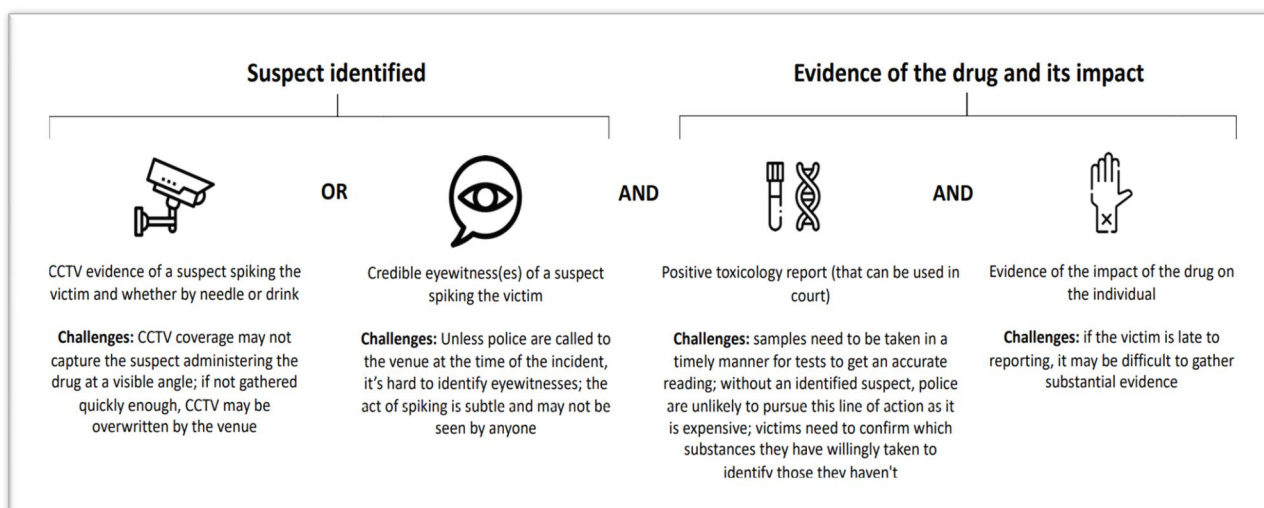 Suspect identified
Evidence of the drug and its impact
OR
AND
AND
CCTV evidence of a suspect spiking the
victim and whether by needle or drink
Challenges: CCTV coverage may not
capture the suspect administering the
drug at a visible angle; if not gathered
quickly enough, CCTV may be
overwritten by the venue
Credible eyewitness(es) of a suspect
spiking the victim
Challenges: Unless police are called to
the venue at the time of the incident,
it's hard to identify eyewitnesses; the
act of spiking is subtle and may not be
seen by anyone
Positive toxicology report (that can be used in
court)
Challenges: samples need to be taken in a
timely manner for tests to get an accurate
reading; without an identified suspect, police
are unlikely to pursue this line of action as it
is expensive; victims need to confirm which
substances they have willingly taken to
identify those they haven't
Evidence of the impact of the drug on
the individual
Challenges: if the victim is late to
reporting, it may be difficult to gather
substantial evidence